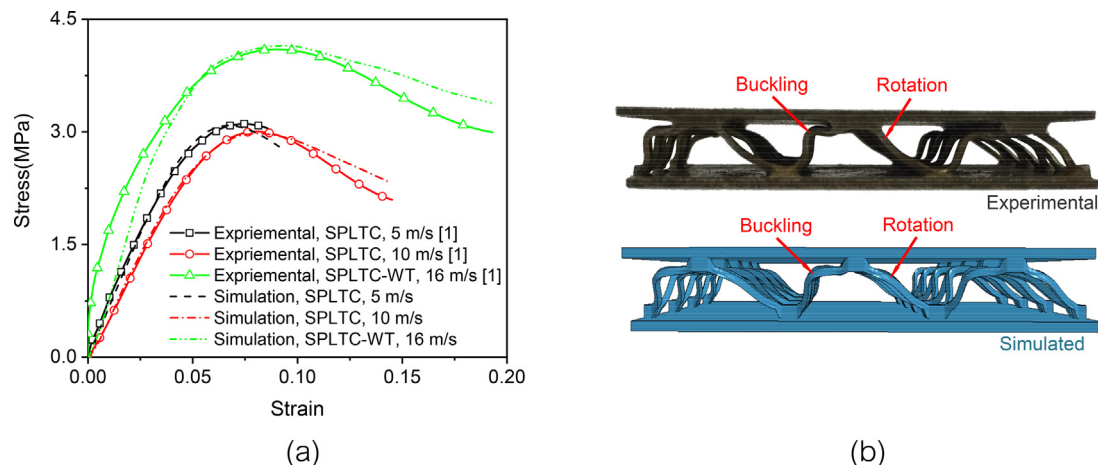 4.5
3.0
1.5
0.0
0.00
0.05
0.10
0.15
0.20
Stress(MPa)
Strain
Expriemental, SPLTC, 5 m/s [1]
Expriemental, SPLTC, 10 m/s [1]
Expriemental, SPLTC-WT, 16 m/s [1]
Simulation, SPLTC, 5 m/s
Simulation, SPLTC, 10 m/s
Simulation, SPLTC-WT, 16 m/s
(a)
Buckling
Rotation
Experimental
Buckling
Rotation
Simulated
(b)